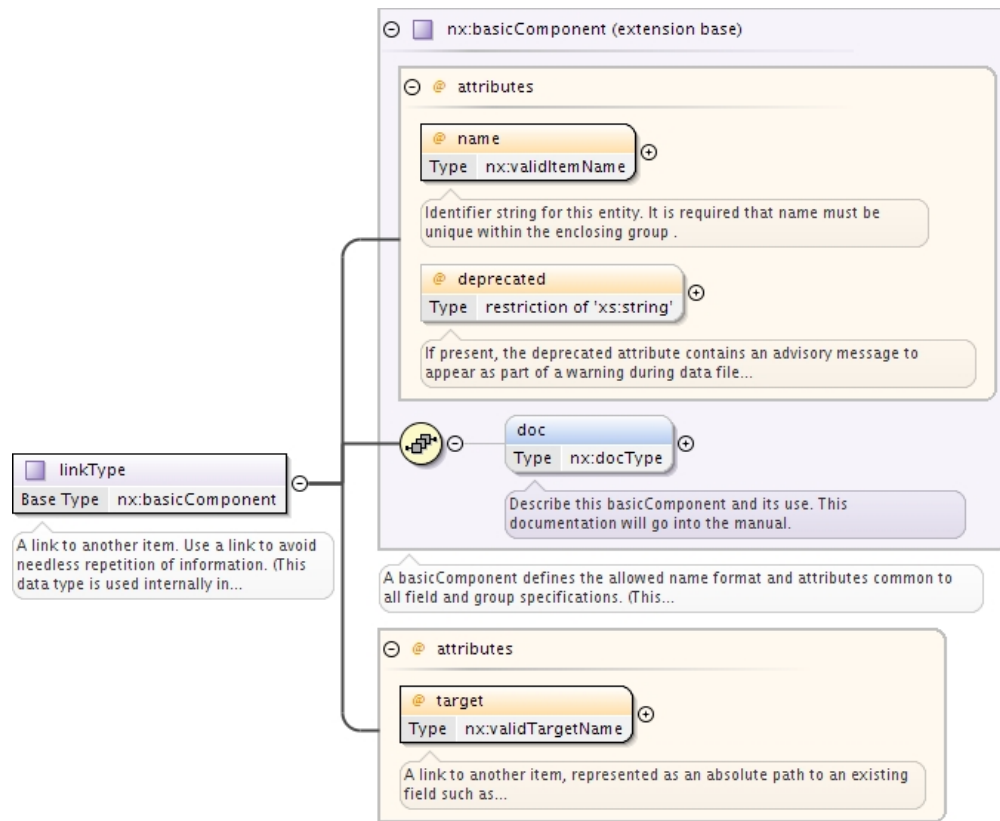 nx:basicComponent (extension base)
@ attributes
@ name
Type nx:validItemName
Identifier string for this entity. It is required that name must be
unique within the enclosing group .
@ deprecated
Type restriction of 'xs:string'
If present, the deprecated attribute contains an advisory message to
appear as part of a warning during data file...
doc
Type nx:docType
Describe this basicComponent and its use. This
documentation will go into the manual.
linkType
Base Type nx:basicComponent
A link to another item. Use a link to avoid
needless repetition of information. (This
data type is used internally in...
A basicComponent defines the allowed name format and attributes common to
all field and group specifications. (This...
@ attributes
@ target
Type nx:validTargetName
A link to another item, represented as an absolute path to an existing
field such as...